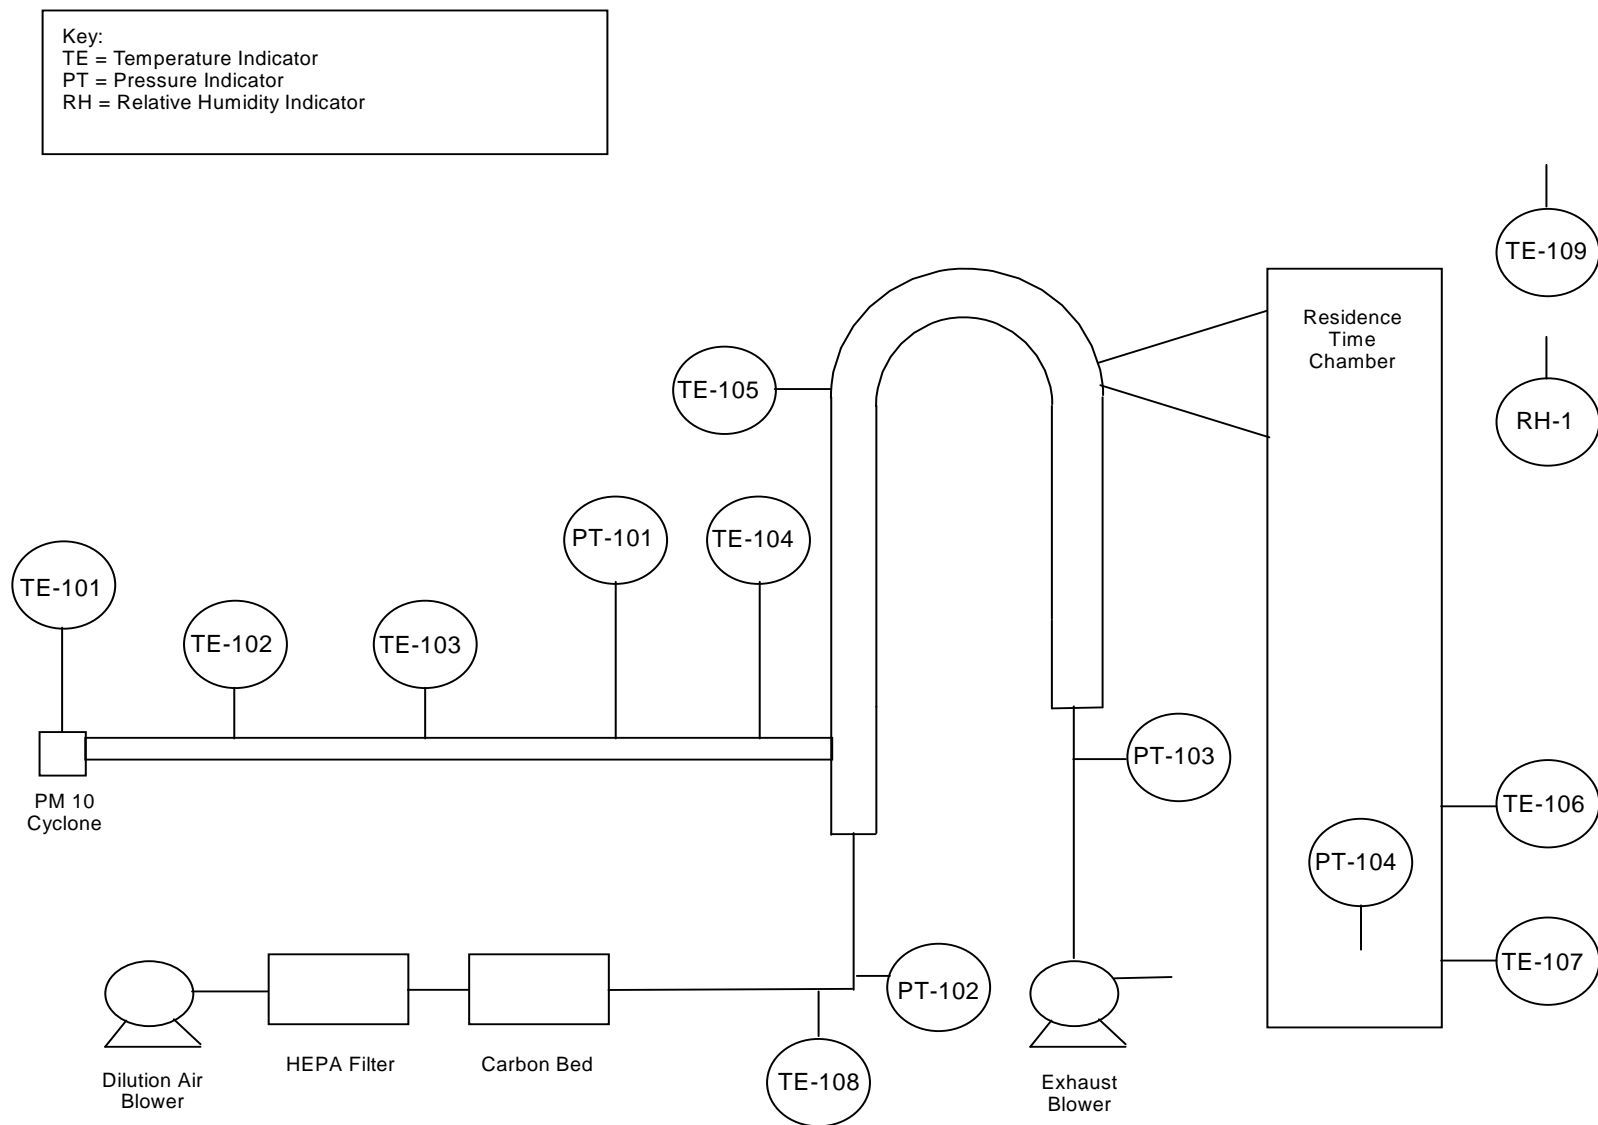 Key:
TE = Temperature Indicator
PT = Pressure Indicator
RH = Relative Humidity Indicator
TE-109
Residence
Time
Chamber
TE-105
RH-1
PT-101
TE-104
TE-101
TE-102
TE-103
PT-103
TE-106
PM 10
Cyclone
PT-104
TE-107
PT-102
HEPA Filter
Carbon Bed
TE-108
Dilution Air
Blower
Exhaust
Blower